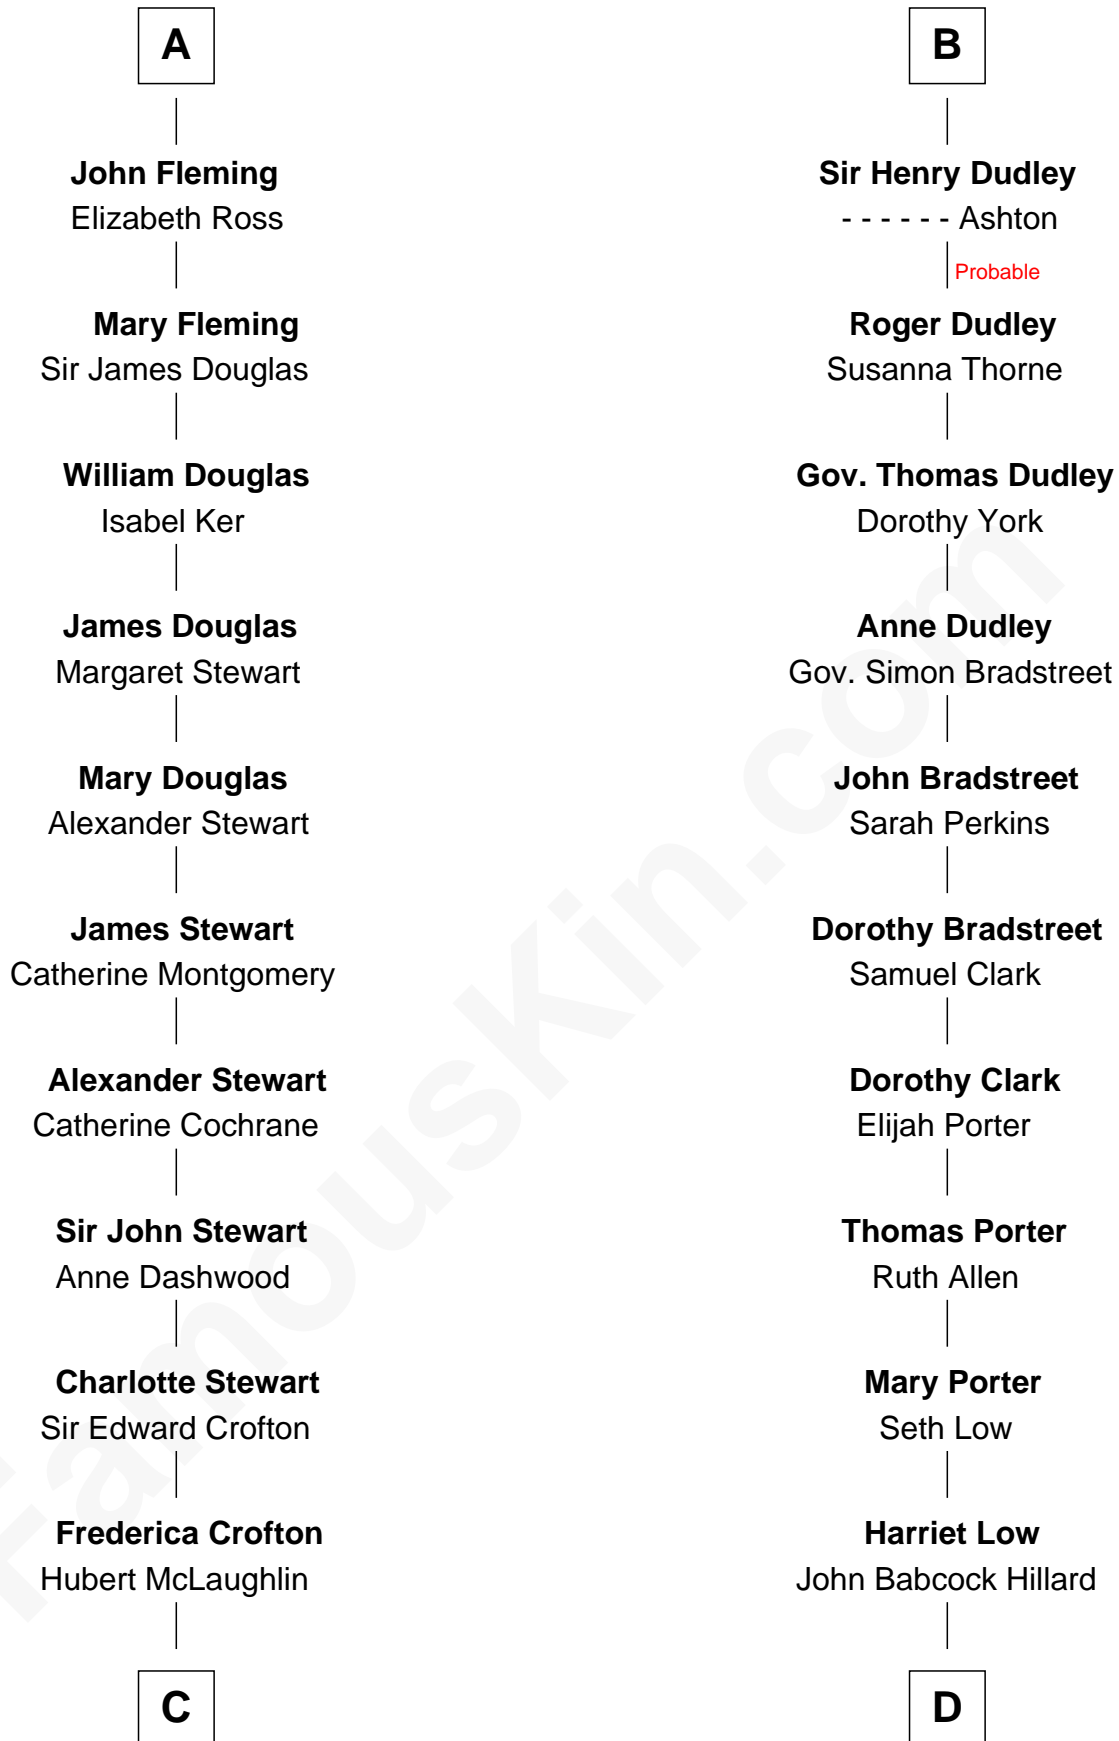 A
John Fleming
Elizabeth Ross
Mary Fleming
Sir James Douglas
William Douglas
Isabel Ker
James Douglas
Margaret Stewart
Mary Douglas
Alexander Stewart
James Stewart
Catherine Montgomery
Alexander Stewart
Catherine Cochrane
Sir John Stewart
Anne Dashwood
Charlotte Stewart
Sir Edward Crofton
Frederica Crofton
Hubert McLaughlin
C
B
Sir Henry Dudley
- - - - - - Ashton
Probable
Roger Dudley
Susanna Thorne
Gov. Thomas Dudley
Dorothy York
Anne Dudley
Gov. Simon Bradstreet
John Bradstreet
Sarah Perkins
Dorothy Bradstreet
Samuel Clark
Dorothy Clark
Elijah Porter
Thomas Porter
Ruth Allen
Mary Porter
Seth Low
Harriet Low
John Babcock Hillard
D
FamousKin.com